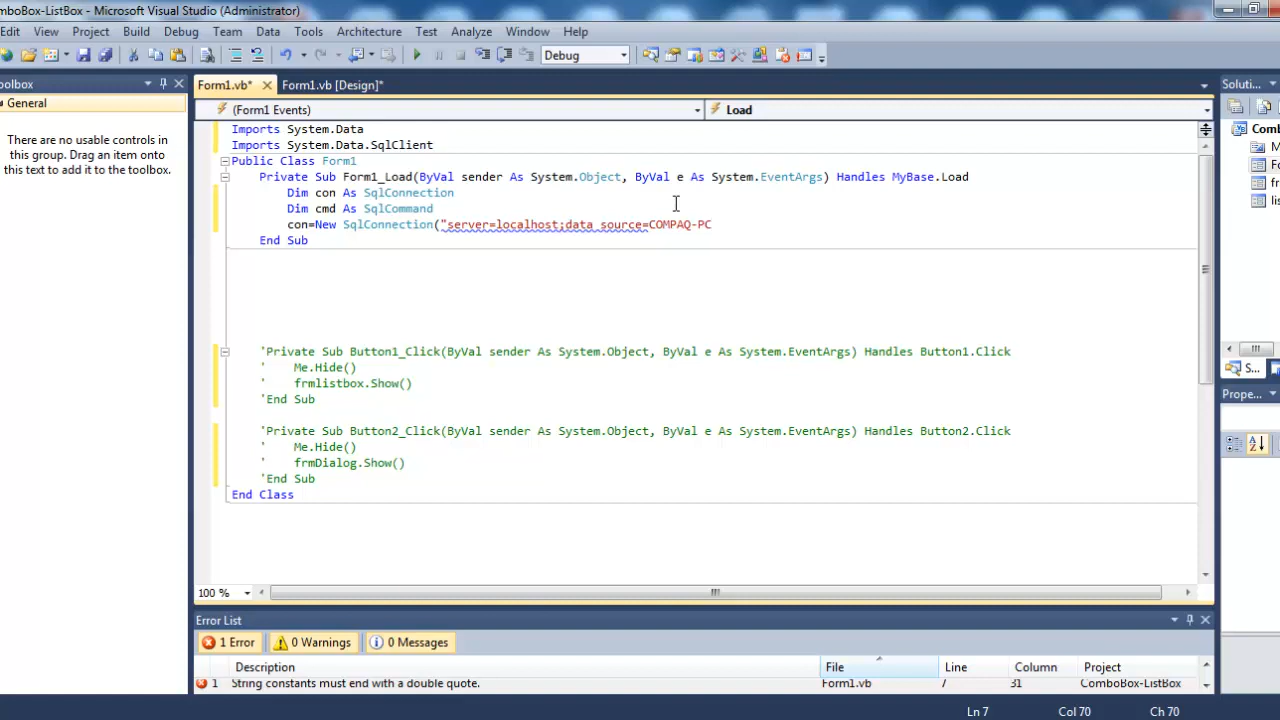 omboBox-ListBox - Microsoft Visual Studio (Administrator)
Edit View Project Build Debug Team Data Tools Architecture Test Analyze Window Help
Debug
oolbox
General
There are no usable controls in
this group. Drag an item onto
this text to add it to the toolbox.
Form1.vb* Form1.vb [Design]*
(Form1 Events) Load
Imports System.Data
Imports System.Data.SqlClient
Public Class Form1
Private Sub Form1_Load(ByVal sender As System.Object, ByVal e As System.EventArgs) Handles MyBase.Load
Dim con As SqlConnection
Dim cmd As SqlCommand
con=New SqlConnection("server=localhost;data source=COMPAQ-PC
End Sub
'Private Sub Button1_Click(ByVal sender As System.Object, ByVal e As System.EventArgs) Handles Button1.Click
' Me.Hide()
' frmlistbox.Show()
'End Sub
'Private Sub Button2_Click(ByVal sender As System.Object, ByVal e As System.EventArgs) Handles Button2.Click
' Me.Hide()
' frmDialog.Show()
'End Sub
End Class
100 %
Soluti...
Comb
M
Fo
fr
lis
S...
Prope...
Error List
1 Error 0 Warnings 0 Messages
Description File Line Column Project
1 String constants must end with a double quote. Form1.vb 7 31 ComboBox-ListBox
Ln 7 Col 70 Ch 70